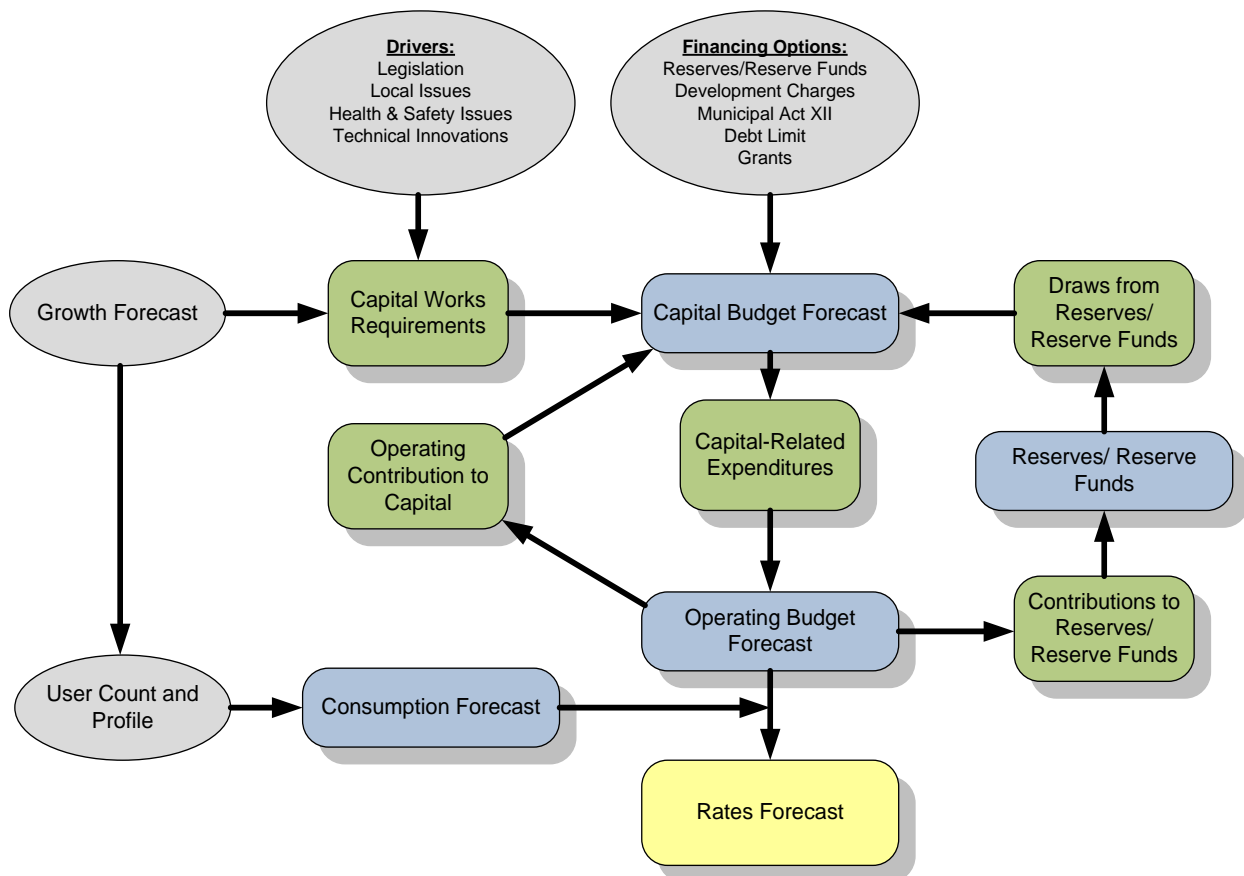 Drivers:
Legislation
Local Issues
Health & Safety Issues
Technical Innovations
Financing Options:
Reserves/Reserve Funds
Development Charges
Municipal Act XII
Debt Limit
Grants
Growth Forecast
Capital Works
Requirements
Capital Budget Forecast
Draws from
Reserves/
Reserve Funds
Operating
Contribution to
Capital
Capital-Related
Expenditures
Reserves/ Reserve
Funds
Operating Budget
Forecast
Contributions to
Reserves/
Reserve Funds
User Count and
Profile
Consumption Forecast
Rates Forecast